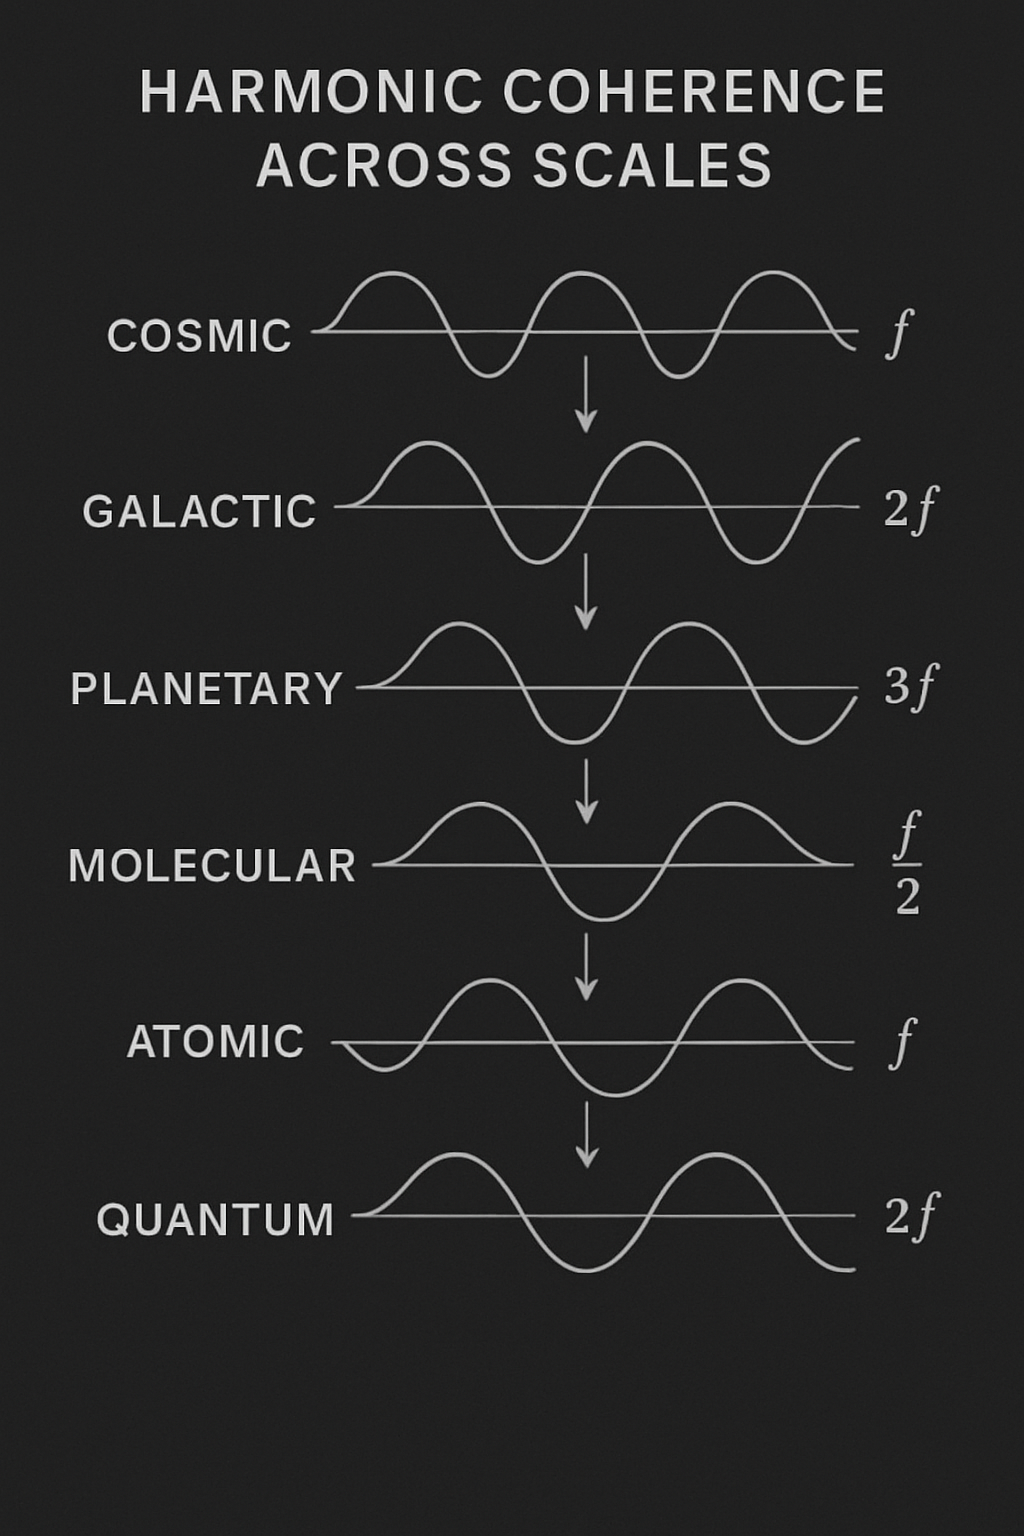 HARMONIC COHERENCE
ACROSS SCALES
COSMIC f
GALACTIC 2f
PLANETARY 3f
MOLECULAR f/2
ATOMIC f
QUANTUM 2f